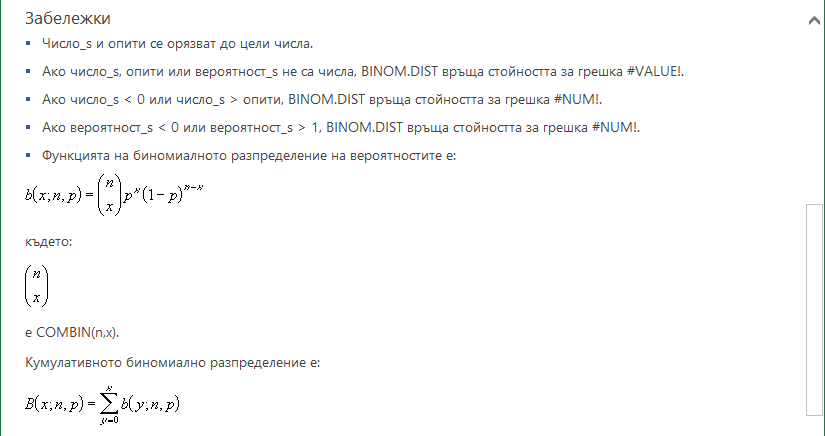 Забележки
▪ Число_s и опити се орязват до цели числа.
▪ Ако число_s, опити или вероятност_s не са числа, BINOM.DIST връща стойността за грешка #VALUE!.
▪ Ако число_s < 0 или число_s > опити, BINOM.DIST връща стойността за грешка #NUM!.
▪ Ако вероятност_s < 0 или вероятност_s > 1, BINOM.DIST връща стойността за грешка #NUM!.
▪ Функцията на биномиалното разпределение на вероятностите е:
b(x;n,p) = (n x) p^x (1−p)^(n−x)
където:
(n x)
е COMBIN(n,x).
Кумулативното биномиално разпределение е:
B(x;n,p) = ∑_{y=0}^{x} b(y;n,p)